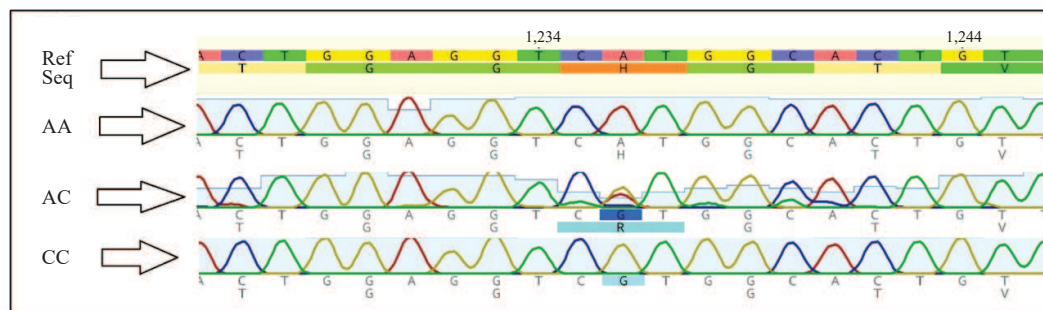 1,234 1,244
Ref Seq
A C T G G A G G T C A T G G C A C T G T
T G G H G T V
AA
A C T G G A G G T C A T G G C A C T G T T
T G G H G T V
AC
A C T G G A G G T C G T G G C A C T G T T
T G G R G T V
CC
A C T G G A G G T C G T G G C A C T G T T
T G G G T V